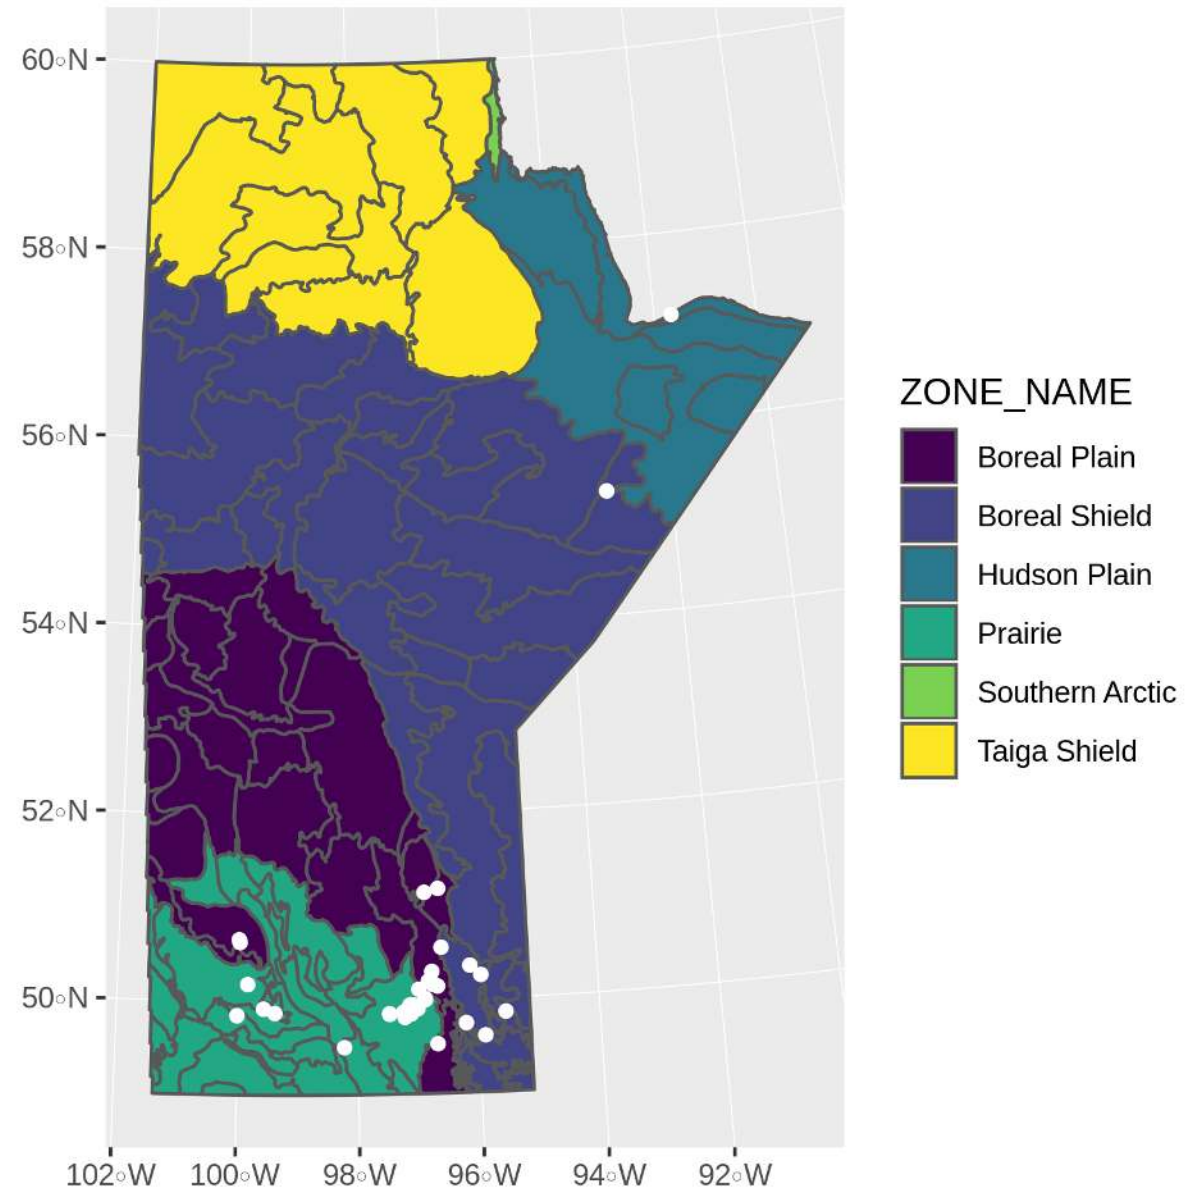 60°N
58°N
56°N
54°N
52°N
50°N
102°W 100°W 98°W 96°W 94°W 92°W
ZONE_NAME
Boreal Plain
Boreal Shield
Hudson Plain
Prairie
Southern Arctic
Taiga Shield